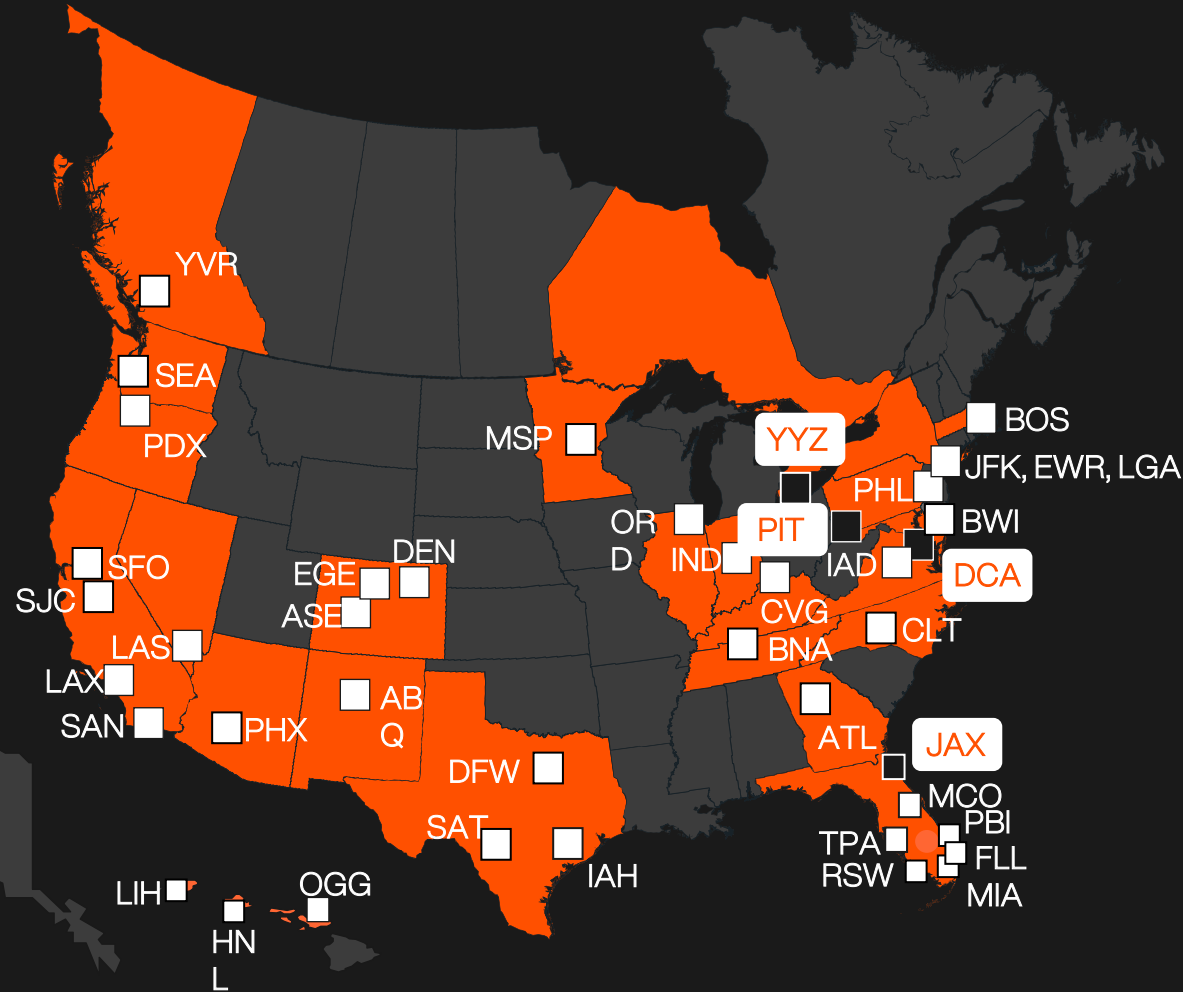 YVR
SEA
PDX
MSP
YYZ
BOS
JFK, EWR, LGA
PHL
OR
D
PIT
BWI
IND
IAD
DCA
SFO
SJC
DEN
EGE
ASE
CVG
CLT
BNA
LAS
LAX
SAN
PHX
AB
Q
ATL
JAX
DFW
MCO
PBI
SAT
TPA
FLL
RSW
IAH
MIA
LIH
OGG
HN
L